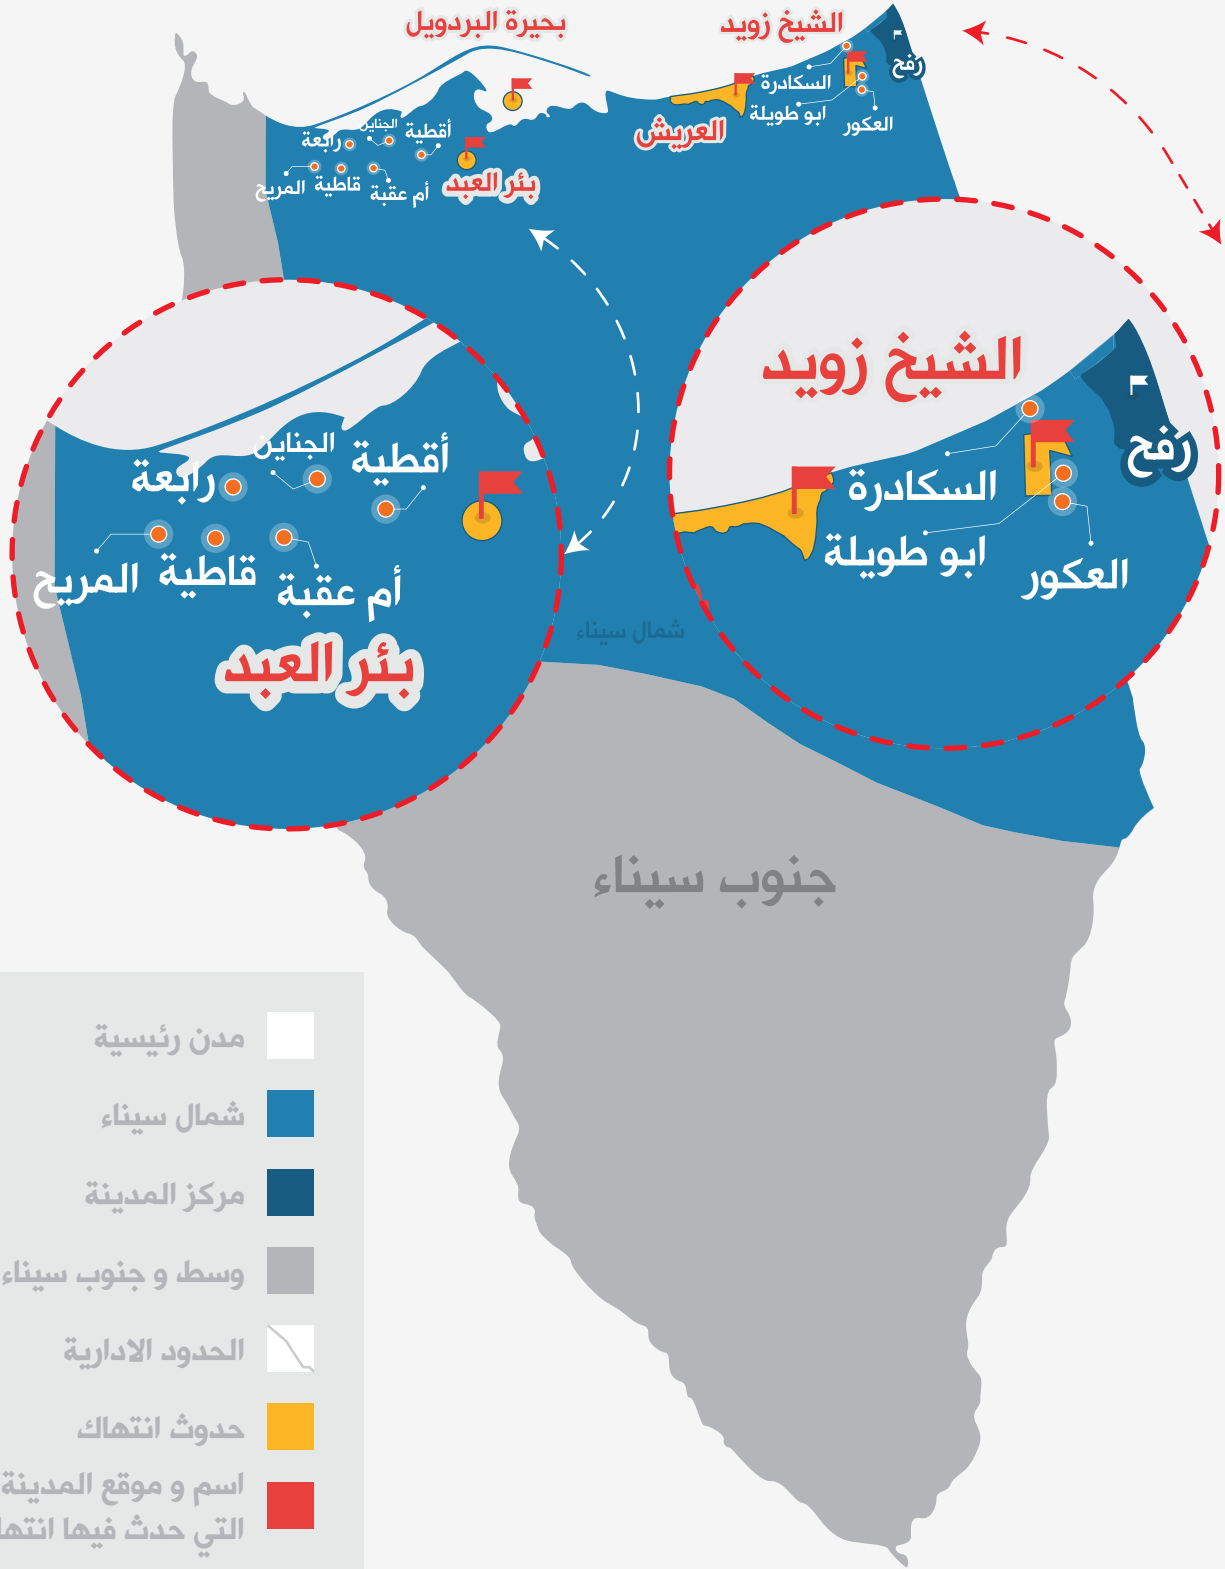 بحيرة البردويل
الشيخ زويد
رفح
السكادرة
ابو طويلة
العكور
العريش
الجناين
أقطية
رابعة
المريح
قاطية
أم عقبة
بئر العبد
الشيخ زويد
رفح
السكادرة
ابو طويلة
العكور
الجناين
أقطية
رابعة
المريح
قاطية
أم عقبة
بئر العبد
شمال سيناء
جنوب سيناء
مدن رئيسية
شمال سيناء
مركز المدينة
وسط و جنوب سيناء
الحدود الادارية
حدوث انتهاك
اسم و موقع المدينة
التي حدث فيها